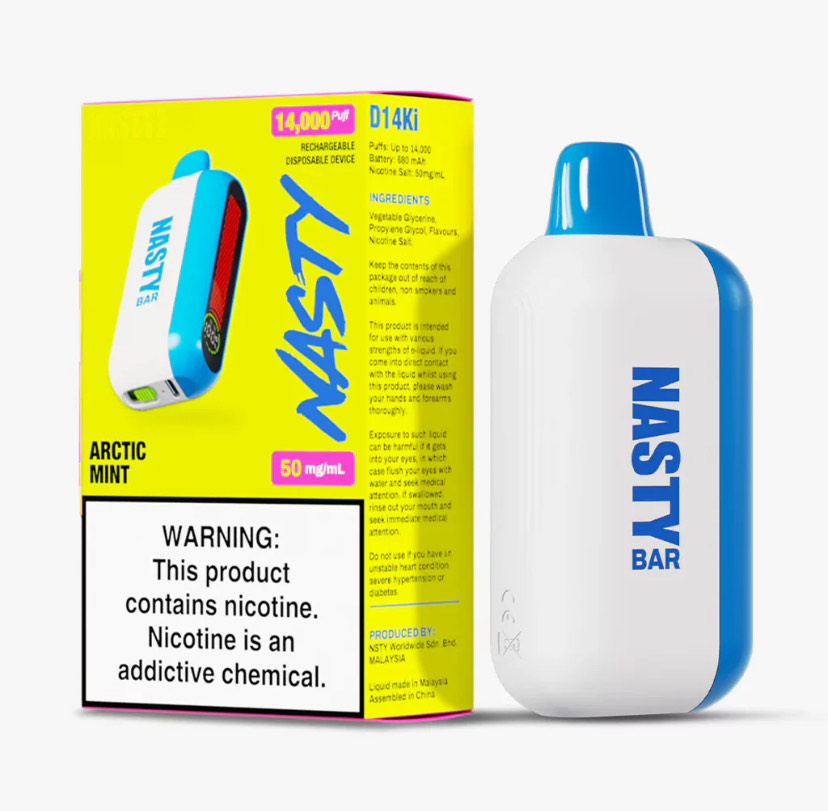 14,000 Puff
RECHARGEABLE
DISPOSABLE DEVICE
NASTY
NASTY
BAR
ARCTIC
MINT
50 mg/mL
WARNING:
This product
contains nicotine.
Nicotine is an
addictive chemical.
D14Ki
Puffs: Up to 14,000
Battery: 680 mAh
Nicotine Salt: 50mg/mL
INGREDIENTS
Vegetable Glycerine,
Propylene Glycol, Flavours,
Nicotine Salt.
Keep the contents of this
package out of reach of
children, non smokers and
animals.
This product is intended
for use with various
strengths of e-liquid. If you
come into direct contact
with the liquid whilst using
this product, please wash
your hands and forearms
thoroughly.
Exposure to such liquid
can be harmful if it gets
into your eyes, in which
case flush your eyes with
water and seek medical
attention. If swallowed,
rinse out your mouth and
seek immediate medical
attention.
Do not use if you have an
unstable heart condition
severe hypertension or
diabetes.
PRODUCED BY:
NSTY Worldwide Sdn. Bhd.
MALAYSIA
Liquid made in Malaysia
Assembled in China
NASTY
BAR
CE